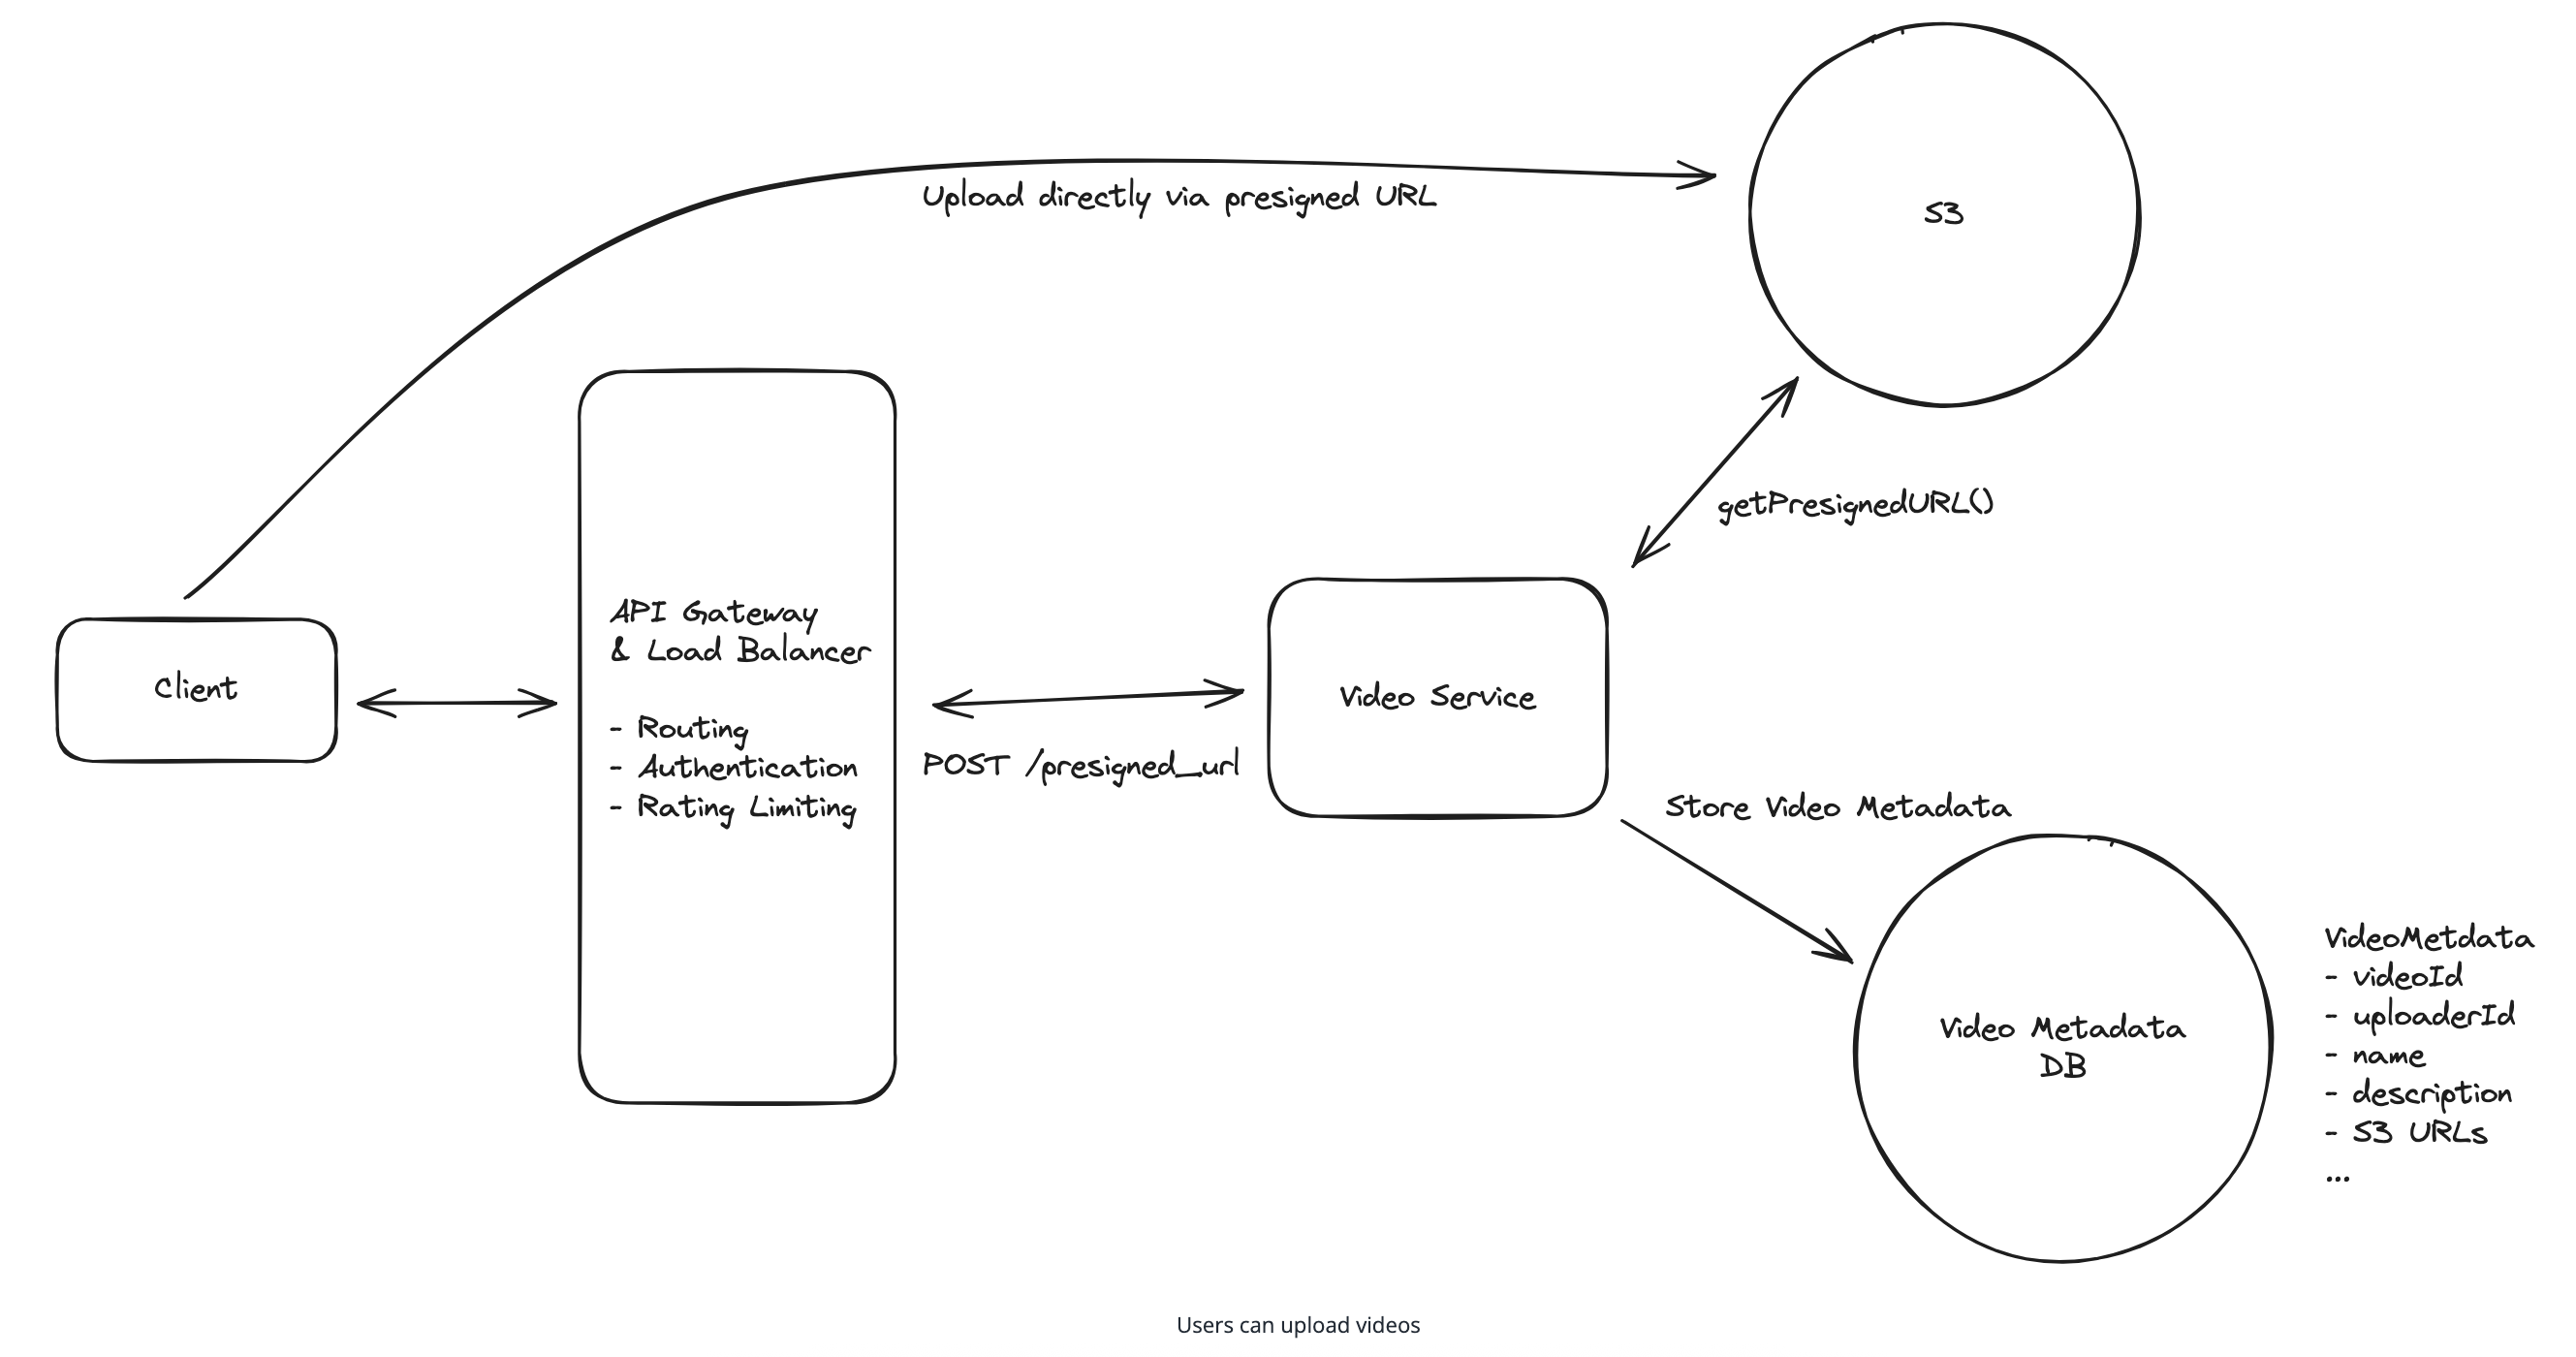 Upload directly via presigned URL
S3
getPresignedURL()
API Gateway
& Load Balancer
- Routing
- Authentication
- Rating Limiting
Client
POST /presigned_url
Video Service
Store Video Metadata
Video Metadata
DB
VideoMetdata
- videoId
- uploaderId
- name
- description
- S3 URLs
...
Users can upload videos